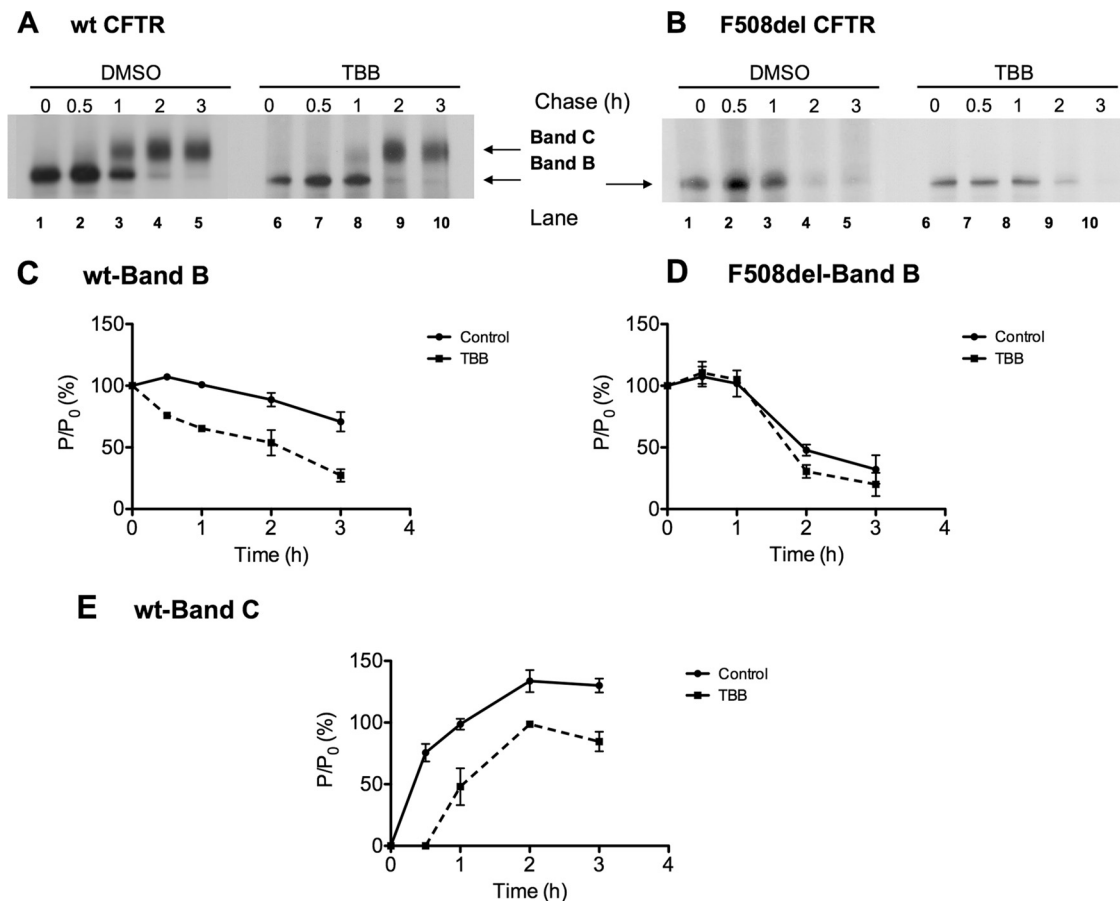 A wt CFTR
DMSO TBB
0 0.5 1 2 3 0 0.5 1 2 3
Chase (h)
Band C
Band B
Lane
1 2 3 4 5 6 7 8 9 10
B F508del CFTR
DMSO TBB
0 0.5 1 2 3 0 0.5 1 2 3
1 2 3 4 5 6 7 8 9 10
C wt-Band B
150
100
50
0
P/P0 (%)
0 1 2 3 4
Time (h)
Control
TBB
D F508del-Band B
150
100
50
0
P/P0 (%)
0 1 2 3 4
Time (h)
Control
TBB
E wt-Band C
150
100
50
0
P/P0 (%)
0 1 2 3 4
Time (h)
Control
TBB